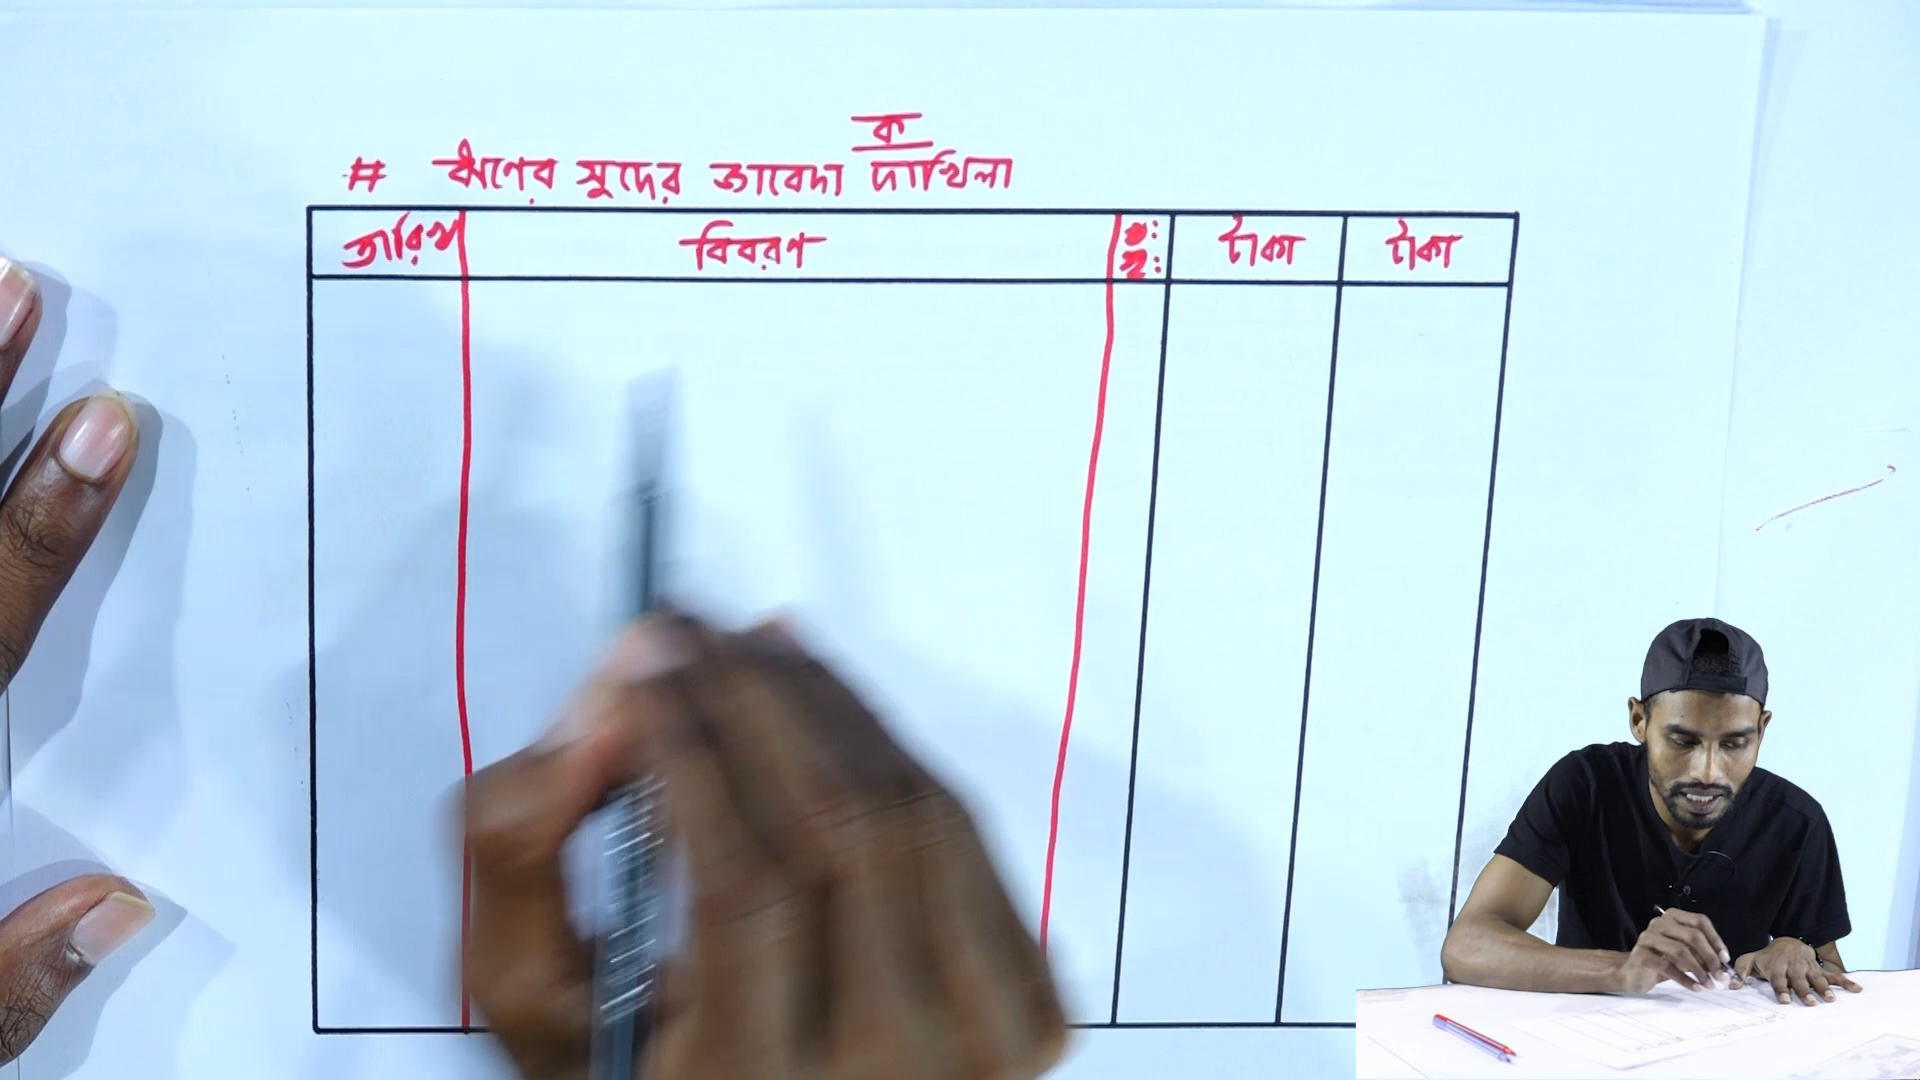 ক
# ঋণের সুদের জাবেদা দাখিলা
তারিখ বিবরণ খ: পৃ: টাকা টাকা